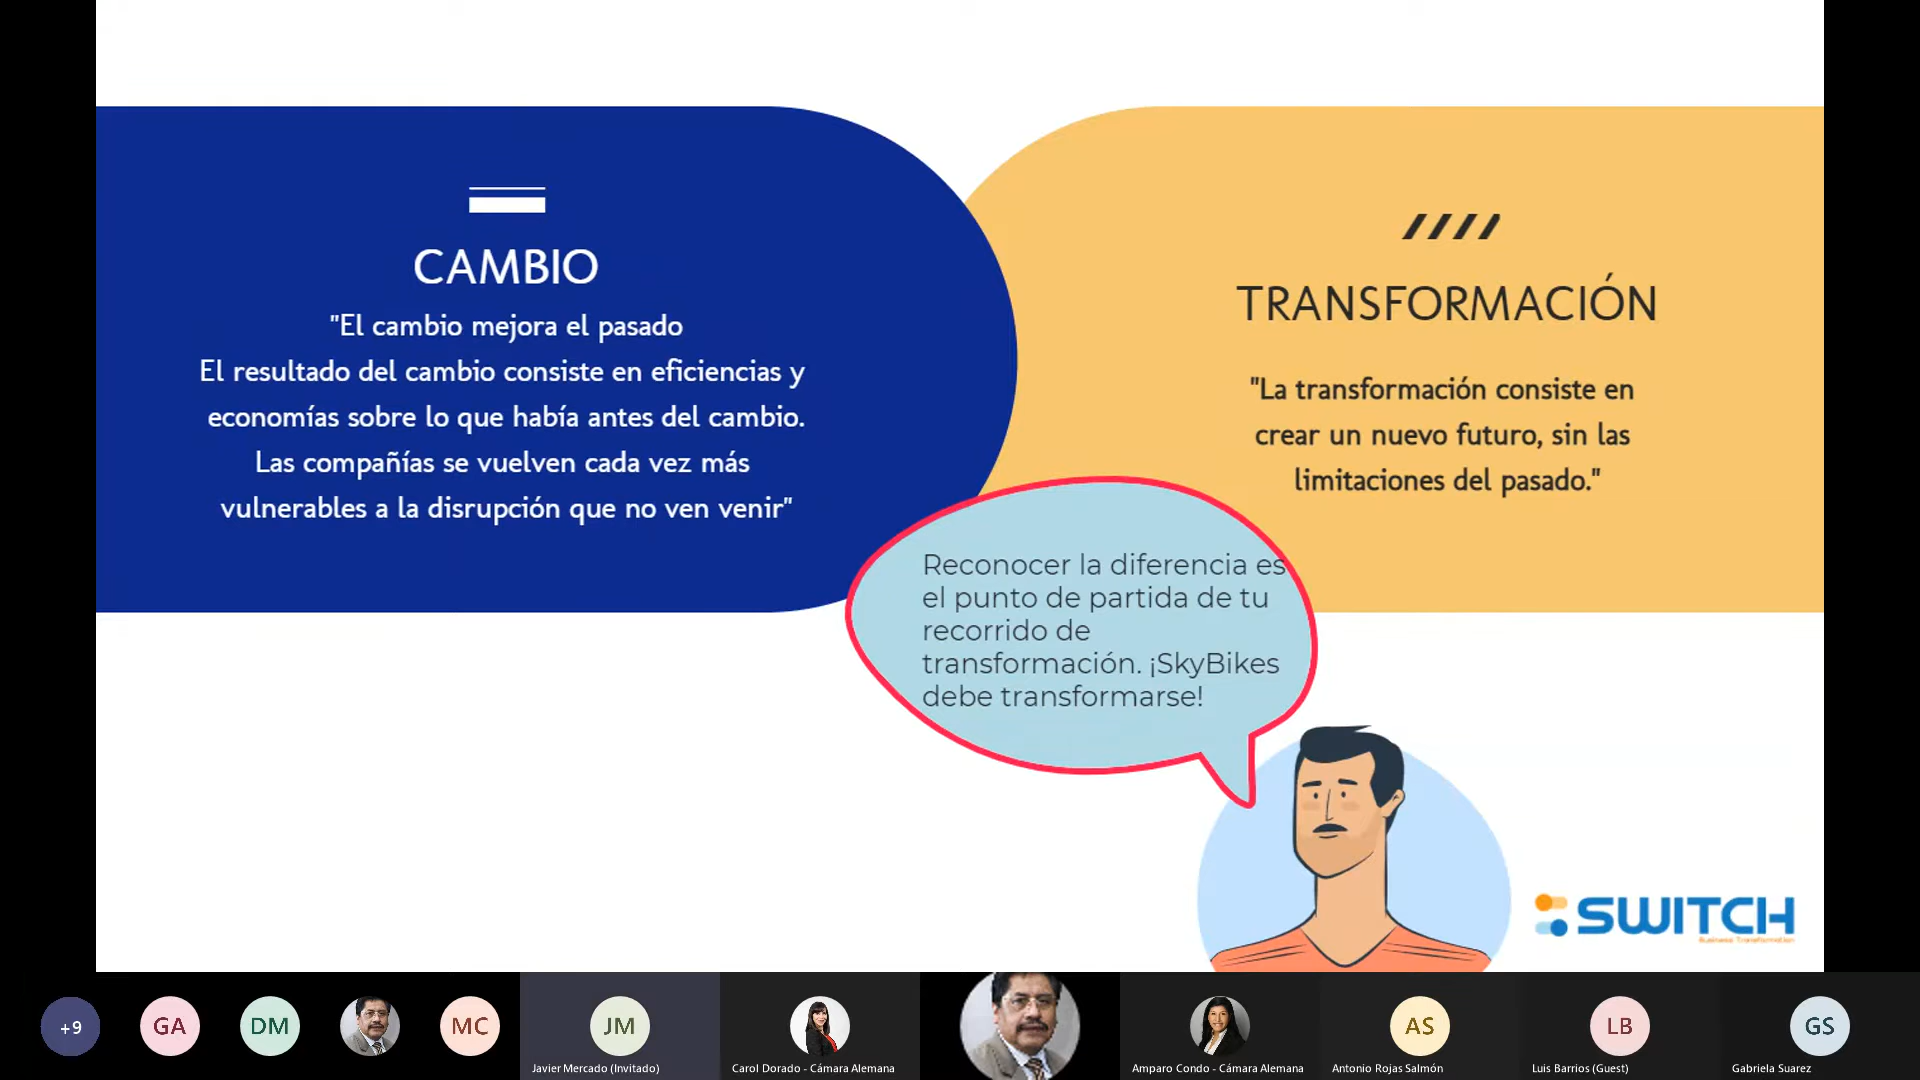 CAMBIO
"El cambio mejora el pasado
El resultado del cambio consiste en eficiencias y
economías sobre lo que había antes del cambio.
Las compañías se vuelven cada vez más
vulnerables a la disrupción que no ven venir"
TRANSFORMACIÓN
"La transformación consiste en
crear un nuevo futuro, sin las
limitaciones del pasado."
Reconocer la diferencia es
el punto de partida de tu
recorrido de
transformación. ¡SkyBikes
debe transformarse!
SWITCH
Business Transformation
+9
GA
DM
MC
JM
Javier Mercado (Invitado)
Carol Dorado - Cámara Alemana
Amparo Condo - Cámara Alemana
AS
Antonio Rojas Salmón
LB
Luis Barrios (Guest)
GS
Gabriela Suarez